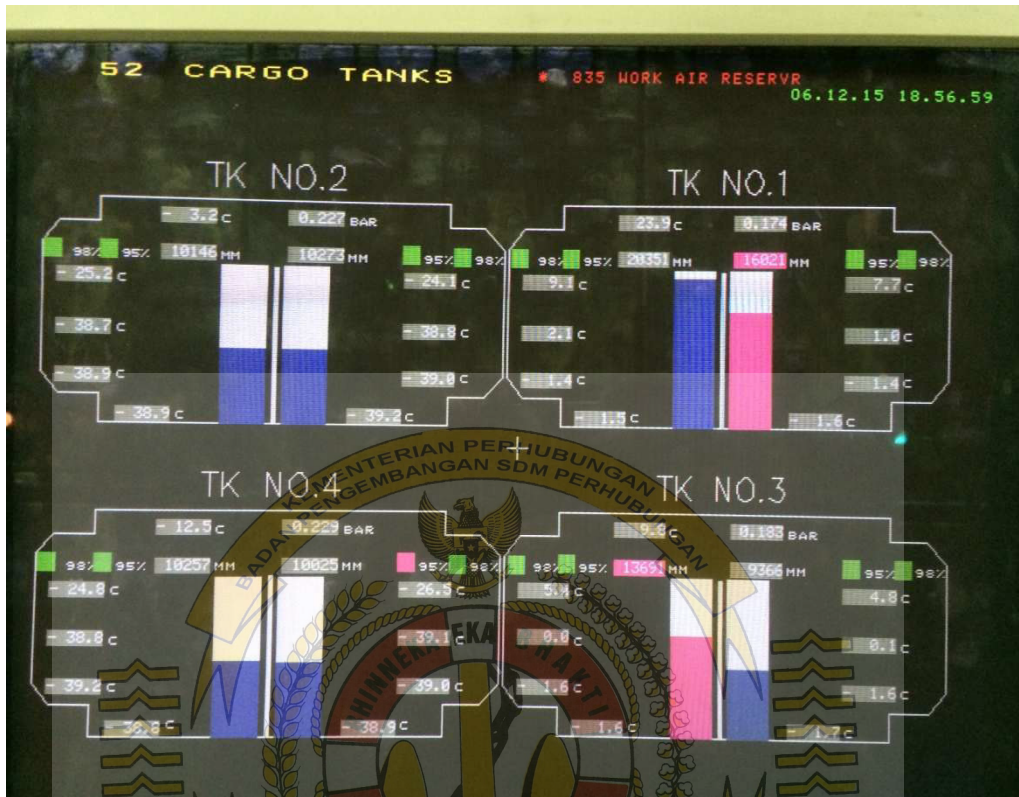 52 CARGO TANKS
* 835 WORK AIR RESERVR
06.12.15 18.56.59
TK NO.2
- 3.2 C 0.227 BAR
98% 95% 10146 MM 10273 MM 95% 98%
- 25.2 C - 24.1 C
- 38.7 C - 38.8 C
- 38.9 C - 39.0 C
- 38.9 C - 39.2 C
TK NO.1
23.9 C 0.174 BAR
98% 95% 20351 MM 16021 MM 95% 98%
9.1 C 7.7 C
2.1 C 1.0 C
- 1.4 C - 1.4 C
- 1.5 C - 1.6 C
TK NO.4
- 12.5 C 0.229 BAR
98% 95% 10257 MM 10025 MM 95% 98%
- 24.8 C - 26.5 C
- 38.8 C - 39.1 C
- 39.2 C - 39.0 C
- 38.8 C - 38.9 C
TK NO.3
9.8 C 0.183 BAR
98% 95% 13691 MM 9366 MM 95% 98%
C 4.8 C
0.0 C 0.1 C
- 1.6 C - 1.6 C
- 1.6 C - 1.7 C
KEMENTERIAN PERHUBUNGAN
BADAN PENGEMBANGAN SDM PERHUBUNGAN